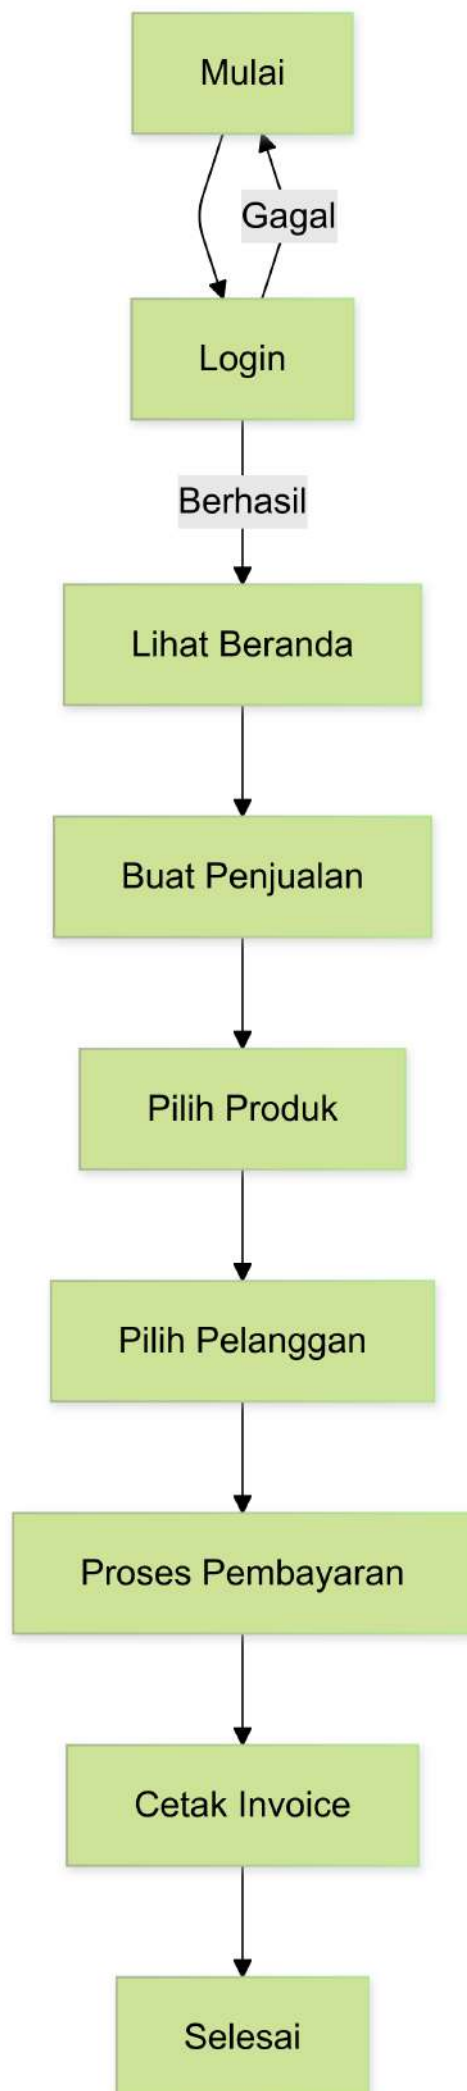 Mulai
Gagal
Login
Berhasil
Lihat Beranda
Buat Penjualan
Pilih Produk
Pilih Pelanggan
Proses Pembayaran
Cetak Invoice
Selesai